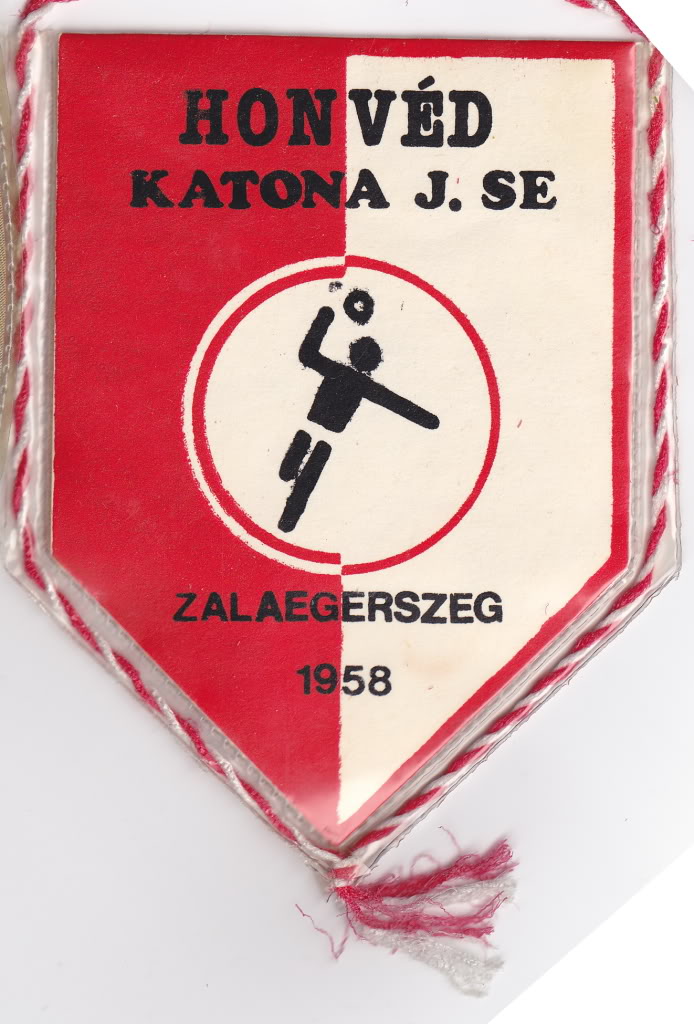 HONVÉD
KATONA J. SE
ZALAEGERSZEG
1958